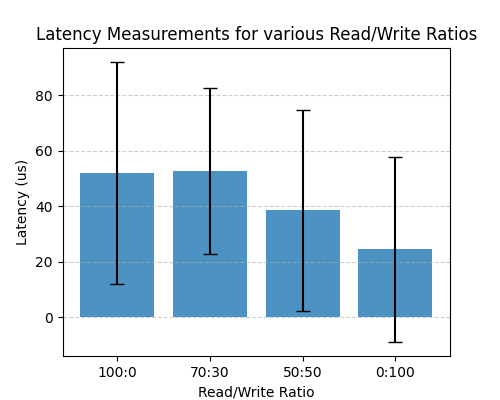 Latency Measurements for various Read/Write Ratios
Latency (us)
80
60
40
20
0
100:0 70:30 50:50 0:100
Read/Write Ratio